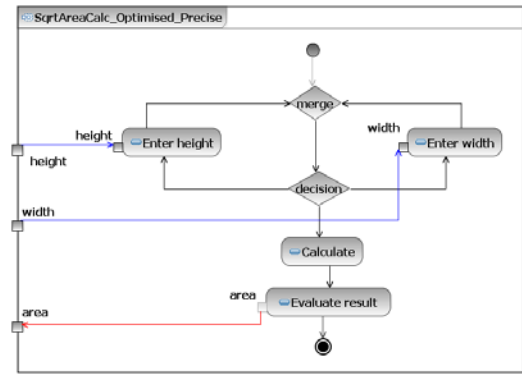 SqrtAreaCalc_Optimised_Precise
merge
height
width
Enter height
Enter width
height
decision
width
Calculate
area
Evaluate result
area